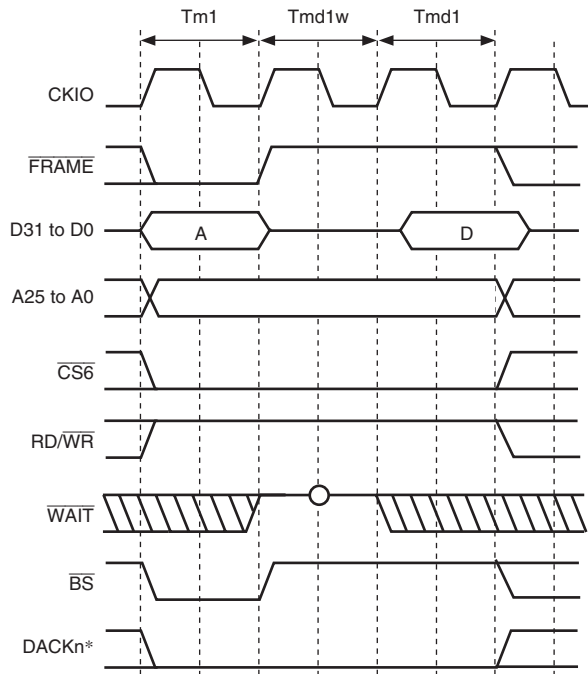 Tm1 Tmd1w Tmd1
CKIO
FRAME
D31 to D0 A D
A25 to A0
CS6
RD/WR
WAIT
BS
DACKn*